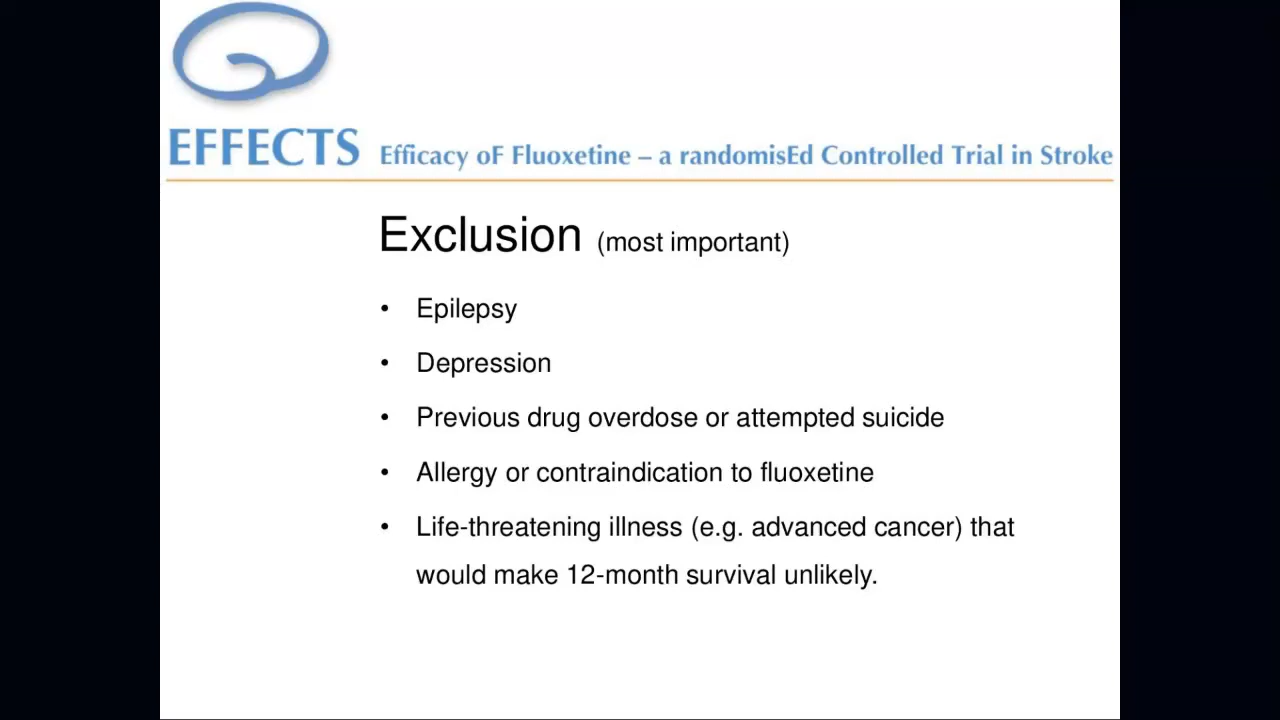 EFFECTS Efficacy oF Fluoxetine – a randomisEd Controlled Trial in Stroke
Exclusion (most important)
• Epilepsy
• Depression
• Previous drug overdose or attempted suicide
• Allergy or contraindication to fluoxetine
• Life-threatening illness (e.g. advanced cancer) that
would make 12-month survival unlikely.